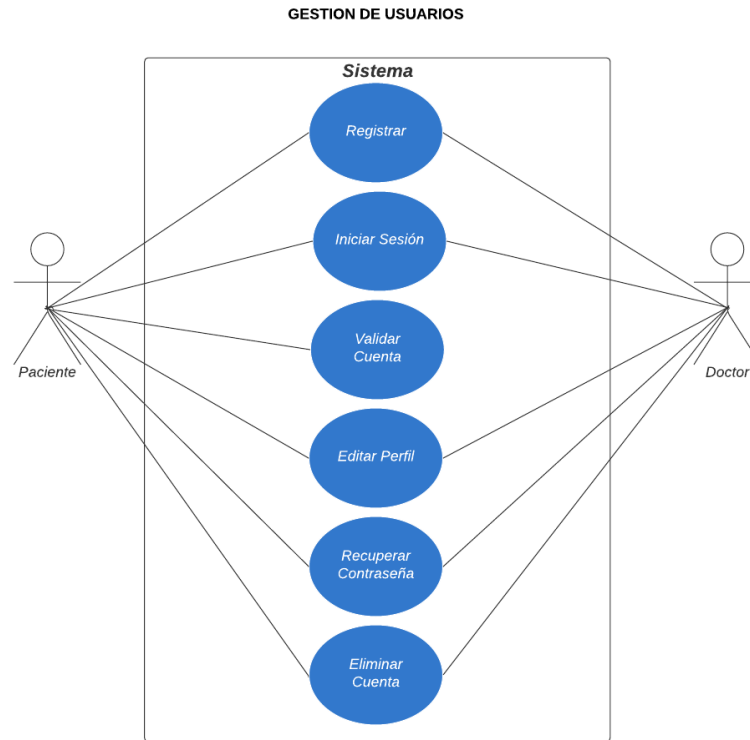 GESTION DE USUARIOS
Sistema
Registrar
Iniciar Sesión
Validar
Cuenta
Paciente
Doctor
Editar Perfil
Recuperar
Contraseña
Eliminar
Cuenta